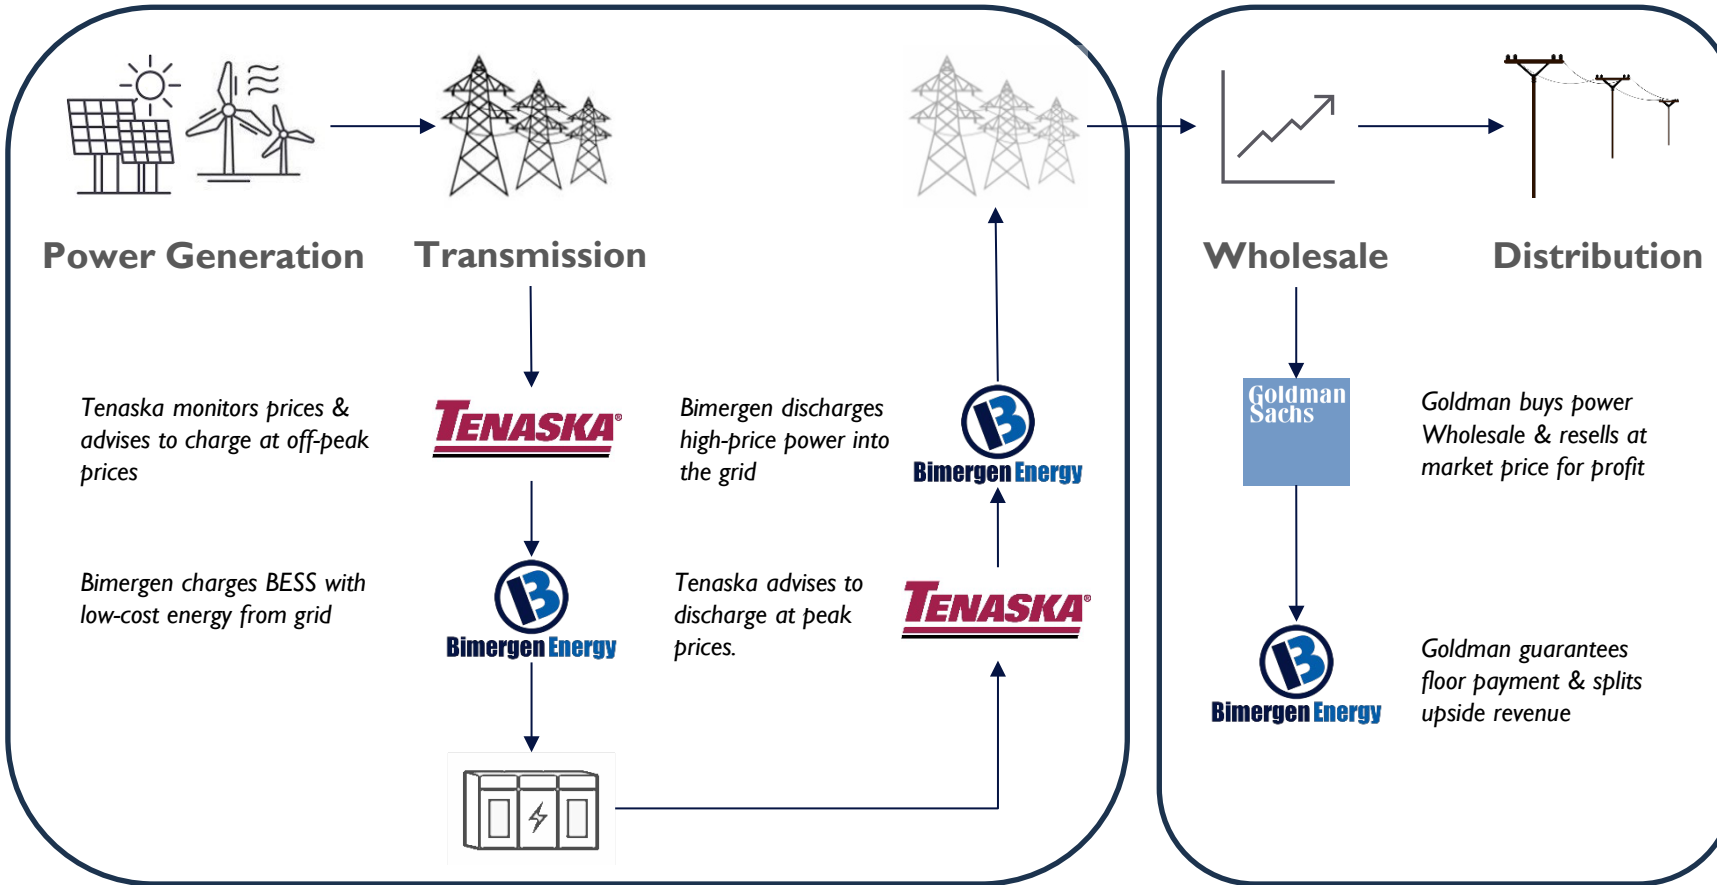 Power Generation
Transmission
Wholesale
Distribution
Tenaska monitors prices &
advises to charge at off-peak
prices
TENASKA®
Bimergen discharges
high-price power into
the grid
Bimergen Energy
Goldman
Sachs
Goldman buys power
Wholesale & resells at
market price for profit
Bimergen charges BESS with
low-cost energy from grid
Bimergen Energy
Tenaska advises to
discharge at peak
prices.
TENASKA®
Bimergen Energy
Goldman guarantees
floor payment & splits
upside revenue